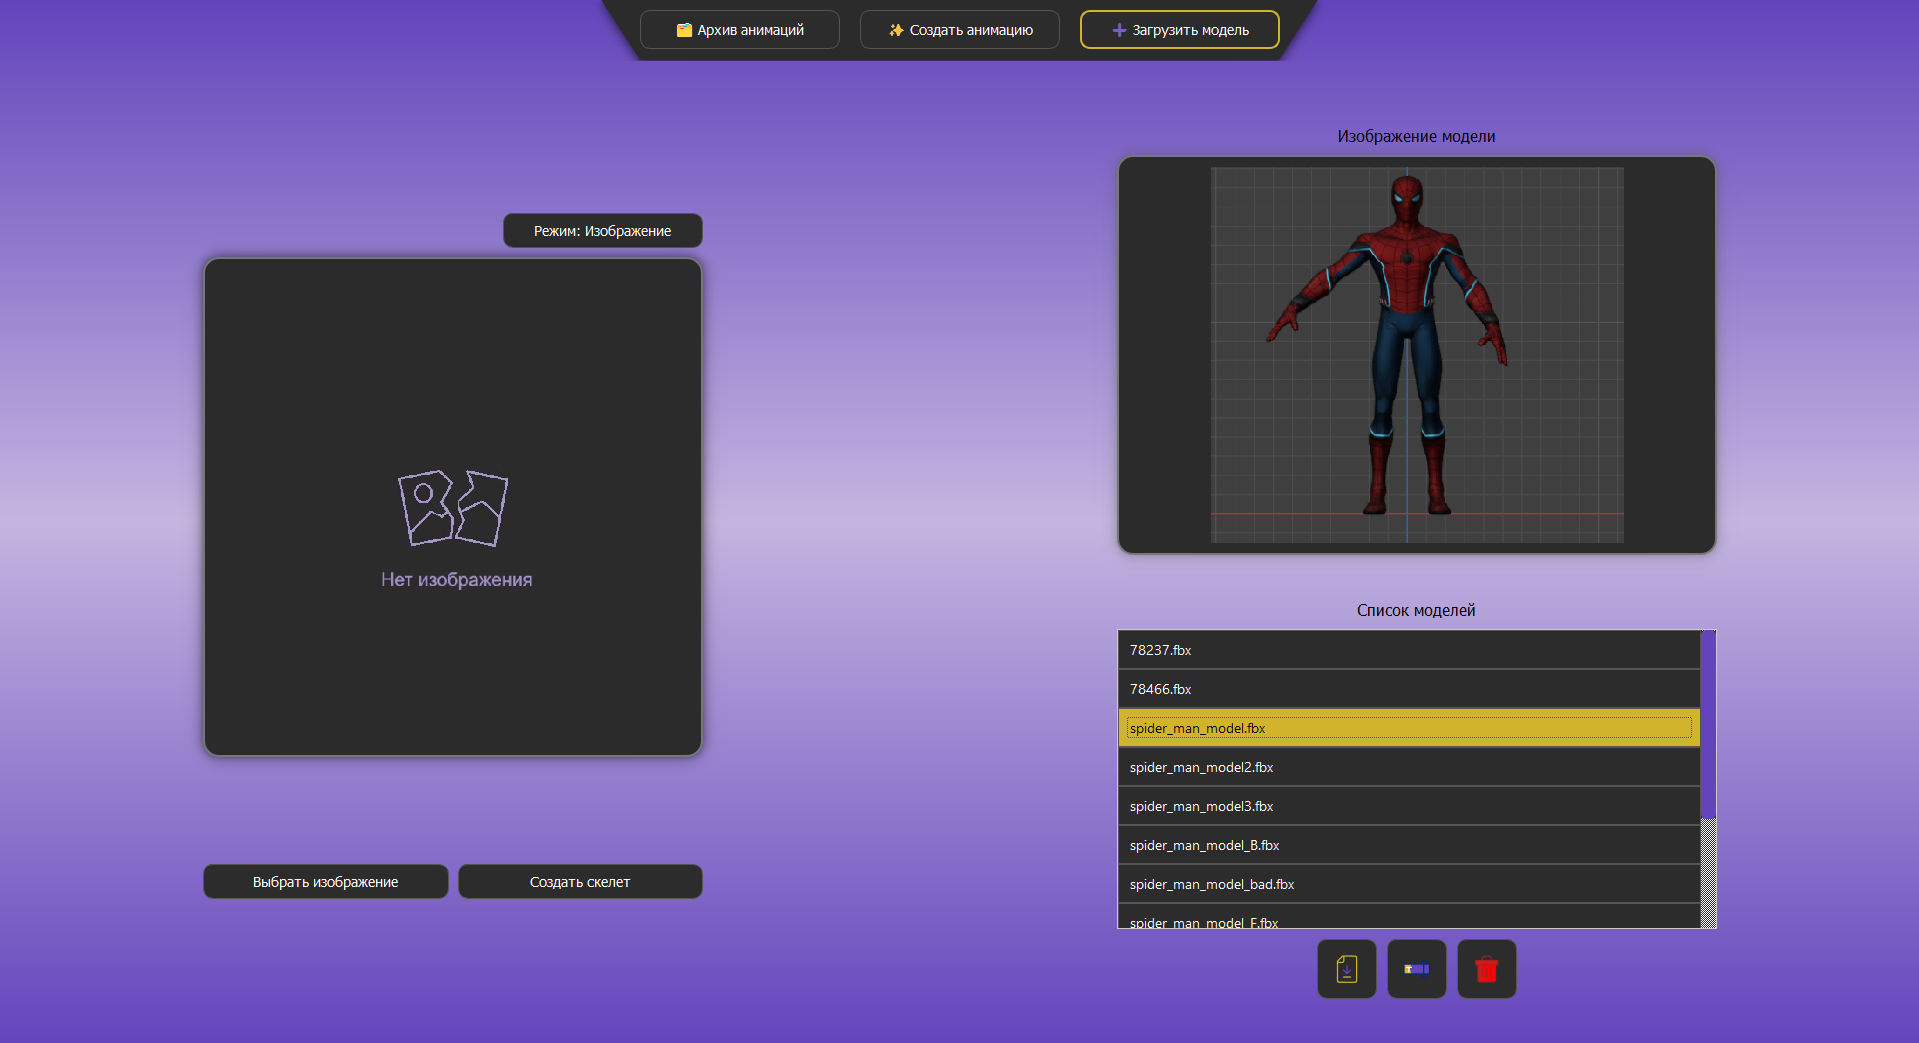 Архив анимаций
Создать анимацию
Загрузить модель
Изображение модели
Режим: Изображение
Нет изображения
Выбрать изображение
Создать скелет
Список моделей
78237.fbx
78466.fbx
spider_man_model.fbx
spider_man_model2.fbx
spider_man_model3.fbx
spider_man_model_B.fbx
spider_man_model_bad.fbx
spider_man_model_F.fbx